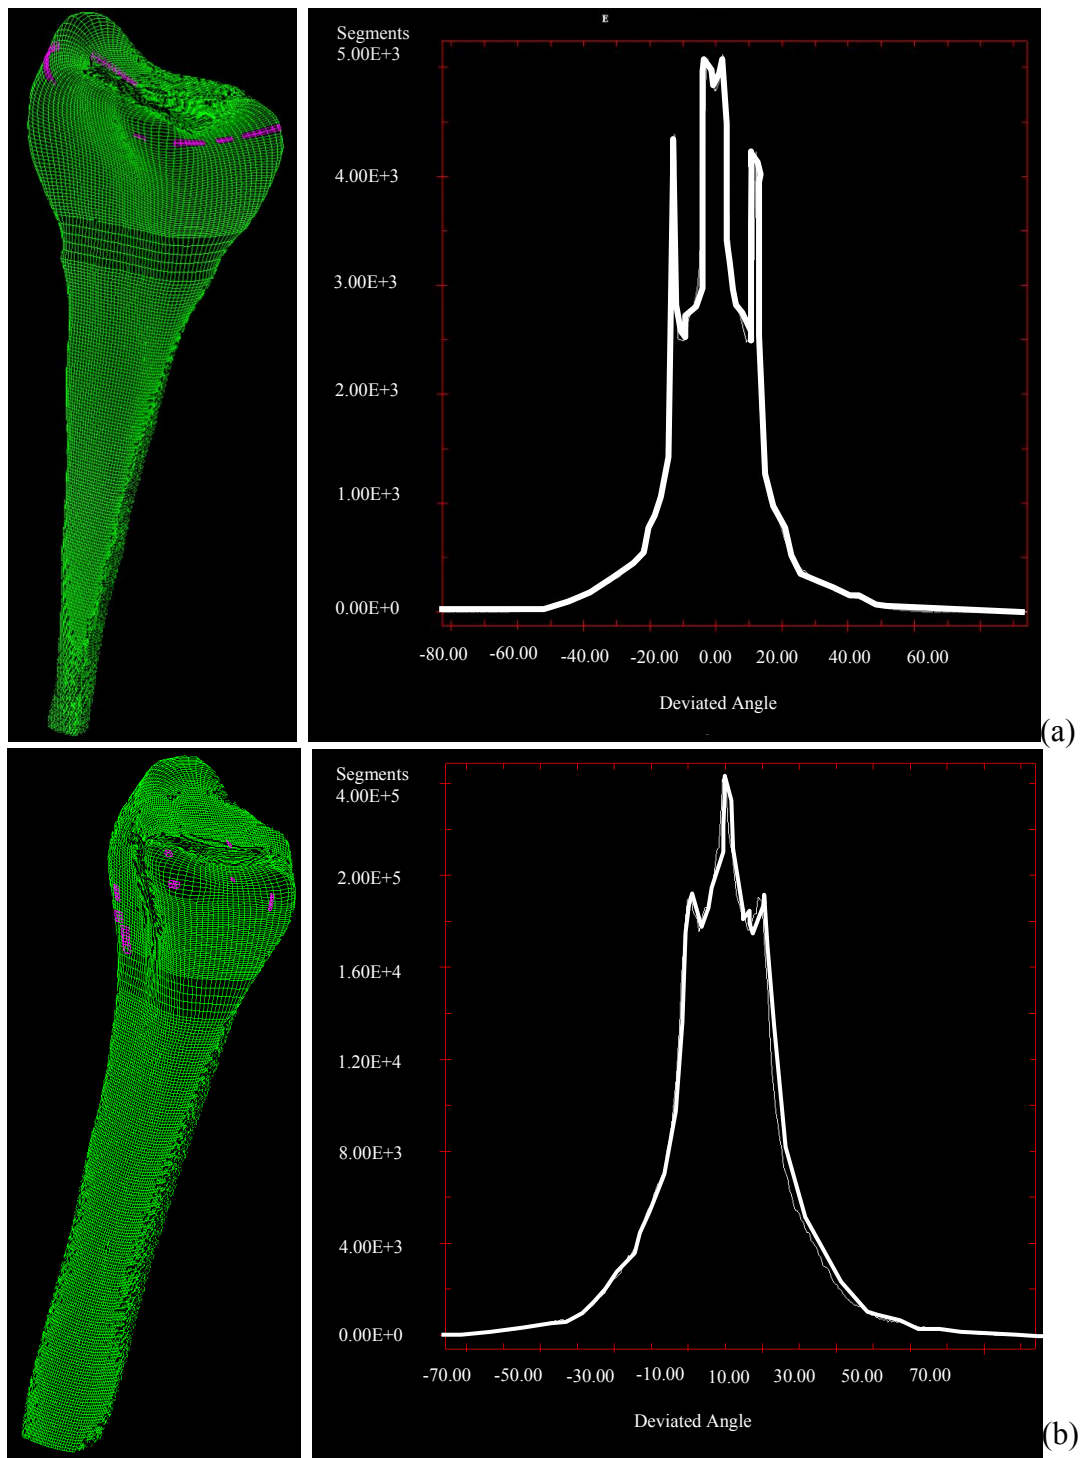 E
Segments
5.00E+3
4.00E+3
3.00E+3
2.00E+3
1.00E+3
0.00E+0
-80.00 -60.00 -40.00 -20.00 0.00 20.00 40.00 60.00
Deviated Angle
(a)
Segments
4.00E+5
2.00E+5
1.60E+4
1.20E+4
8.00E+3
4.00E+3
0.00E+0
-70.00 -50.00 -30.00 -10.00 10.00 30.00 50.00 70.00
Deviated Angle
(b)